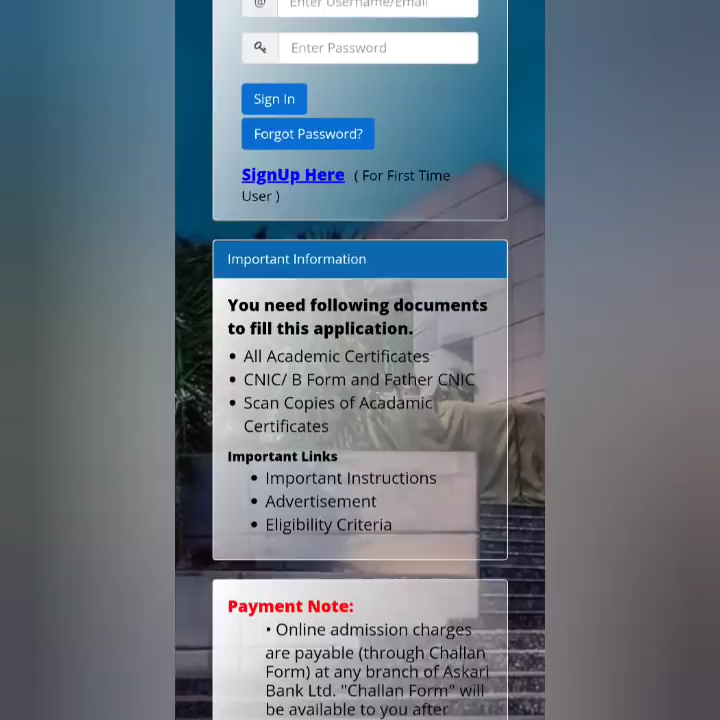 @ Enter Username/Email
Enter Password
Sign In
Forgot Password?
SignUp Here ( For First Time
User )
Important Information
You need following documents
to fill this application.
• All Academic Certificates
• CNIC/ B Form and Father CNIC
• Scan Copies of Acadamic
Certificates
Important Links
• Important Instructions
• Advertisement
• Eligibility Criteria
Payment Note:
• Online admission charges
are payable (through Challan
Form) at any branch of Askari
Bank Ltd. "Challan Form" will
be available to you after